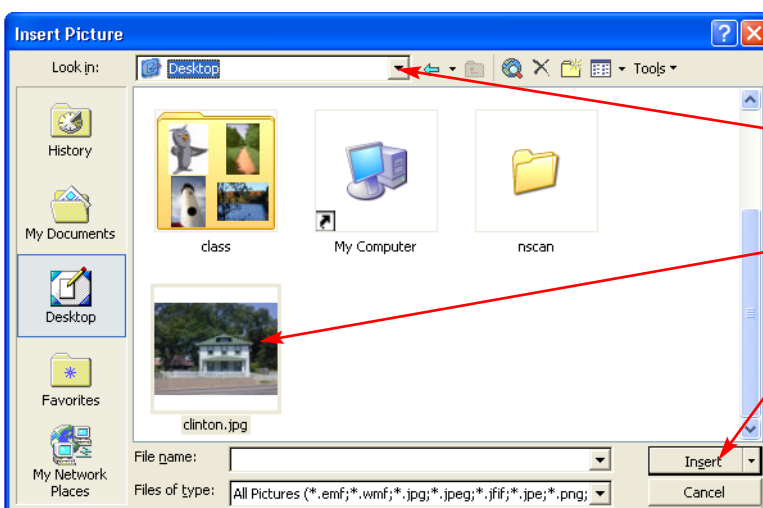 Insert Picture
Look in:
Desktop
Tools
History
My Documents
Desktop
Favorites
My Network
Places
class
My Computer
nscan
clinton.jpg
File name:
Insert
Files of type:
All Pictures (*.emf;*.wmf;*.jpg;*.jpeg;*.jfif;*.jpe;*.png;
Cancel